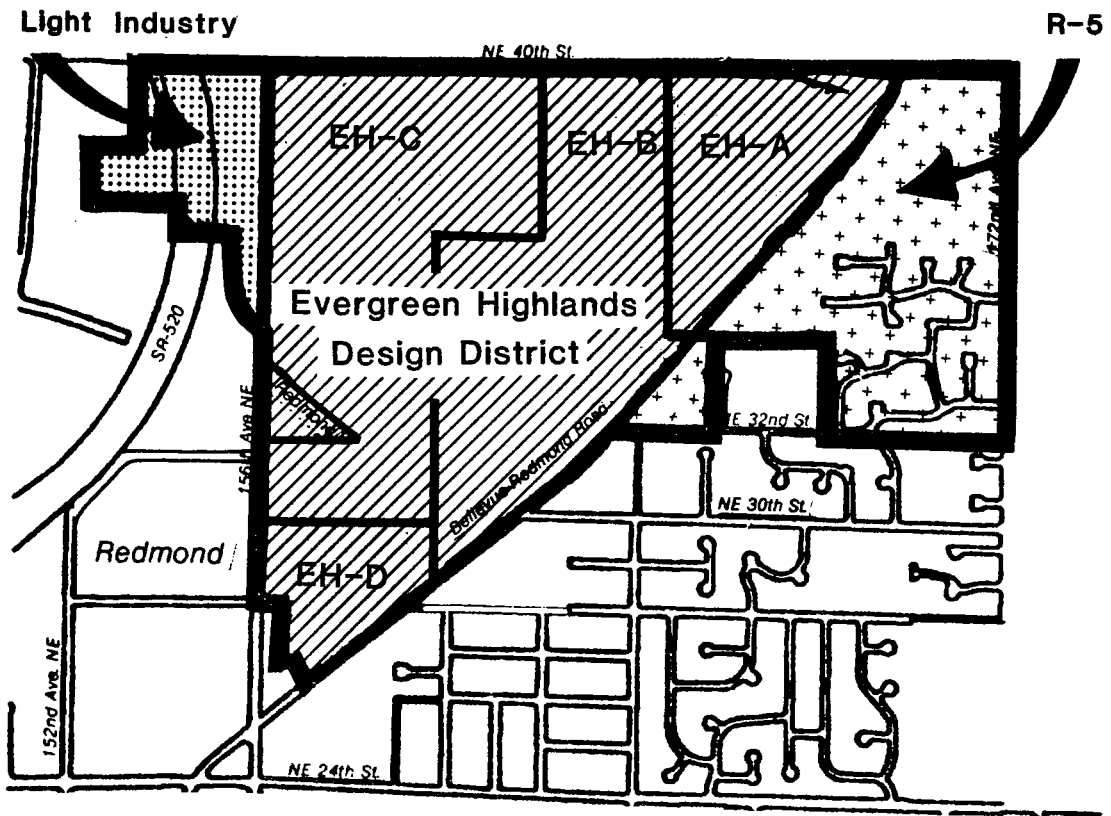 Light Industry
R-5
NE 40th St.
EH-C
EH-B
EH-A
172nd Ave NE
Evergreen Highlands
Design District
SR-520
(Redmond)
156th Ave. NE
Bellevue-Redmond Road
NE 32nd St
NE 30th St.
Redmond
EH-D
152nd Ave. NE
NE 24th St.